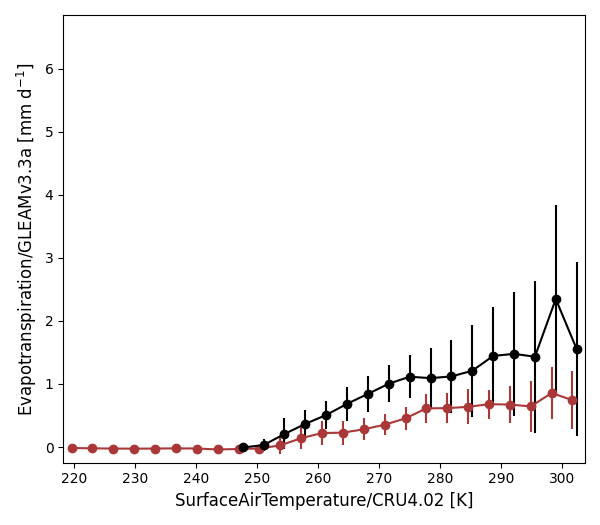 Evapotranspiration/GLEAMv3.3a [mm d⁻¹]
6
5
4
3
2
1
0
220 230 240 250 260 270 280 290 300
SurfaceAirTemperature/CRU4.02 [K]